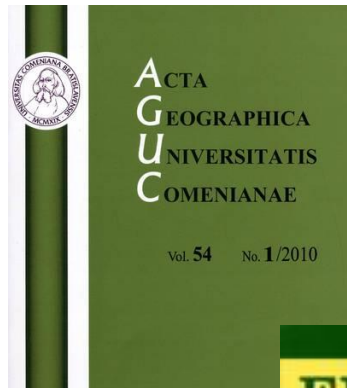 UNIVERSITAS COMENIANA BRATISLAVENSIS
MCMXIX
ACTA
GEOGRAPHICA
UNIVERSITATIS
COMENIANAE
Vol. 54 No. 1/2010